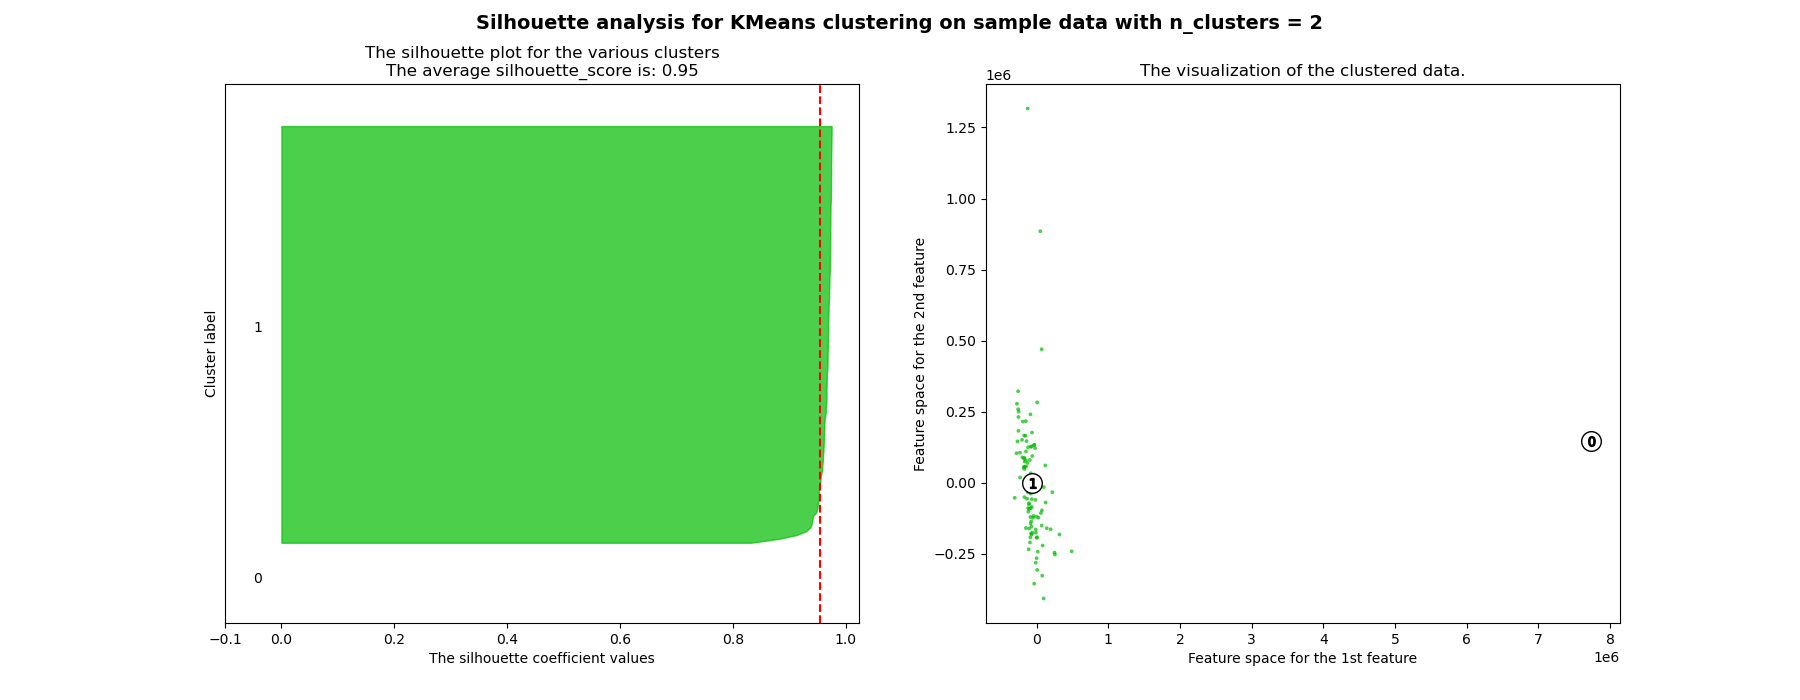 Silhouette analysis for KMeans clustering on sample data with n_clusters = 2
The silhouette plot for the various clusters
The average silhouette_score is: 0.95
Cluster label
1
0
−0.1 0.0 0.2 0.4 0.6 0.8 1.0
The silhouette coefficient values
The visualization of the clustered data.
1e6
Feature space for the 2nd feature
1.25
1.00
0.75
0.50
0.25
0.00
−0.25
0
1
0 1 2 3 4 5 6 7 8
1e6
Feature space for the 1st feature